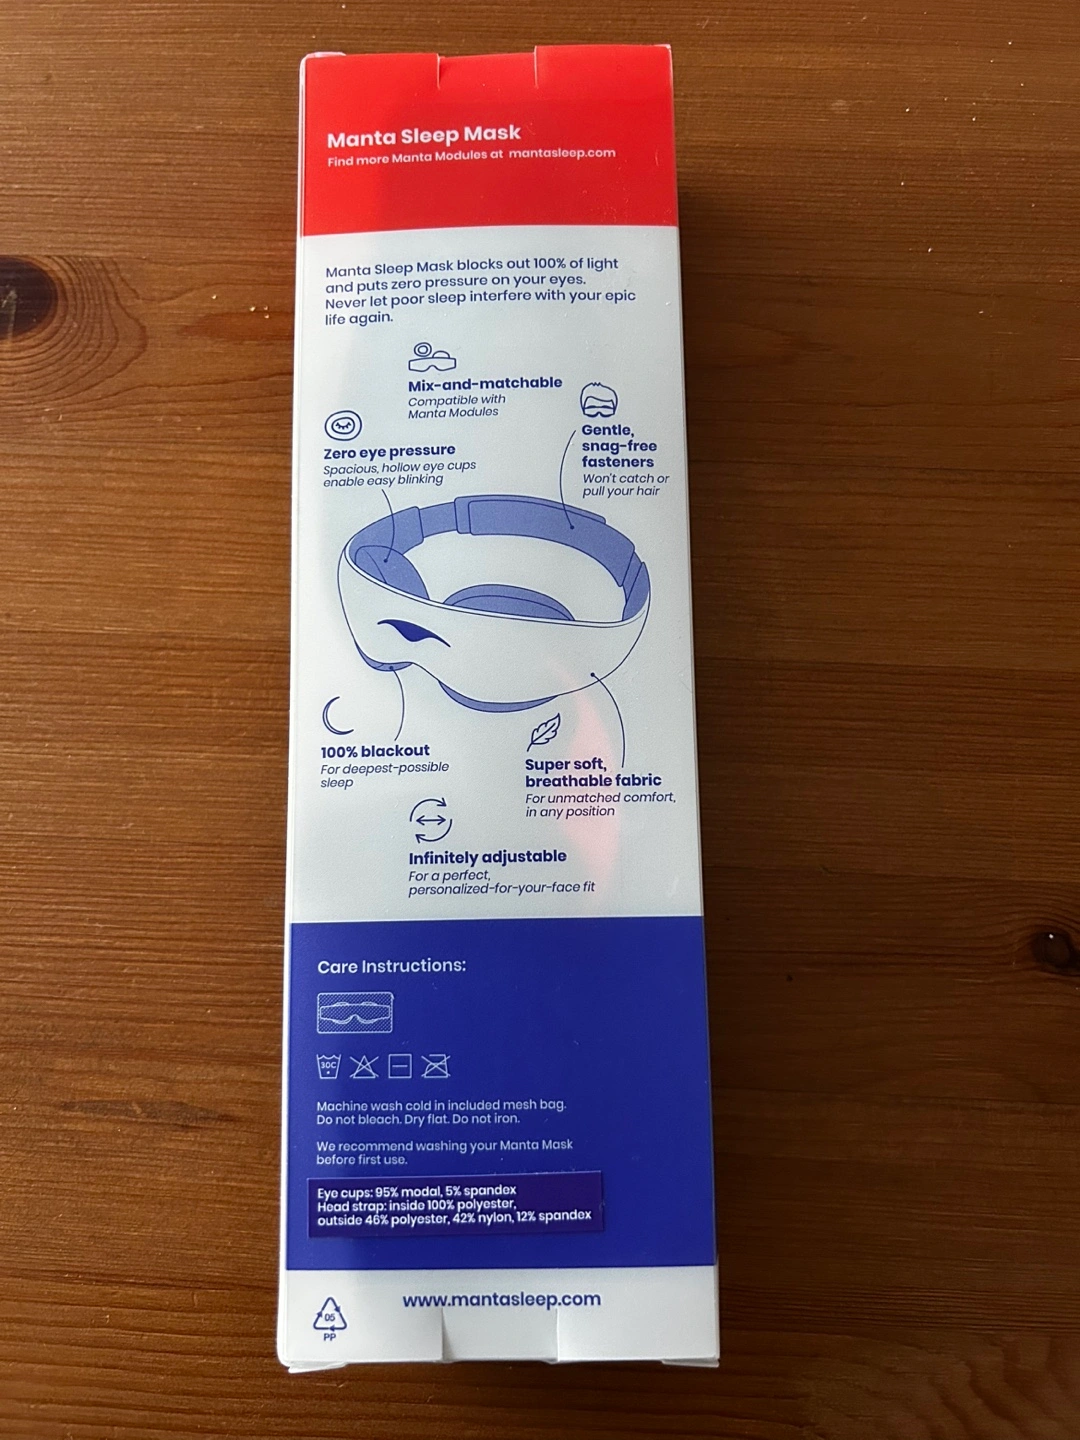 Manta Sleep Mask
Find more Manta Modules at mantasleep.com
Manta Sleep Mask blocks out 100% of light
and puts zero pressure on your eyes.
Never let poor sleep interfere with your epic
life again.
Mix-and-matchable
Compatible with
Manta Modules
Zero eye pressure
Spacious, hollow eye cups
enable easy blinking
Gentle,
snag-free
fasteners
Won't catch or
pull your hair
100% blackout
For deepest-possible
sleep
Super soft,
breathable fabric
For unmatched comfort,
in any position
Infinitely adjustable
For a perfect,
personalized-for-your-face fit
Care Instructions:
30C
Machine wash cold in included mesh bag.
Do not bleach. Dry flat. Do not iron.
We recommend washing your Manta Mask
before first use.
Eye cups: 95% modal, 5% spandex
Head strap: inside 100% polyester,
outside 46% polyester, 42% nylon, 12% spandex
www.mantasleep.com
05
PP